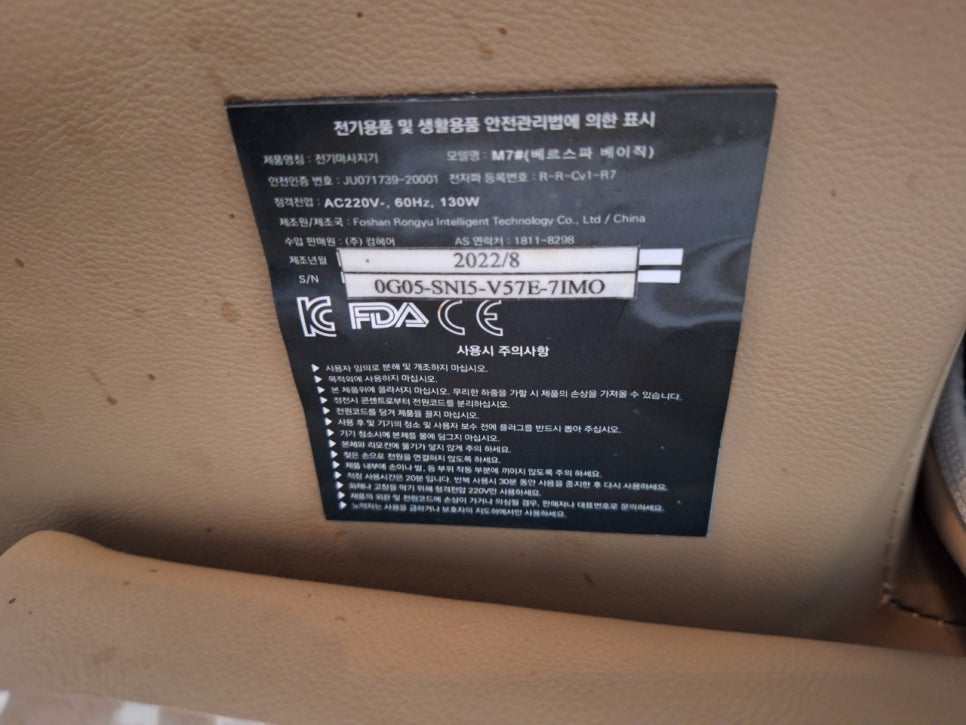 전기용품 및 생활용품 안전관리법에 의한 표시
제품명칭 : 전기마사지기 모델명 : M7#(베르스파 베이직)
안전인증 번호 : JU071739-20001 전자파 등록번호 : R-R-Cv1-R7
정격전압 : AC220V-, 60Hz, 130W
제조원/제조국 : Foshan Rongyu Intelligent Technology Co., Ltd / China
수입 판매원 : (주) 컴헤어 AS 연락처 : 1811-8298
제조년월 2022/8
S/N 0G05-SNI5-V57E-7IMO
KC FDA CE
사용시 주의사항
▶ 사용자 임의로 분해 및 개조하지 마십시오.
▶ 목적외에 사용하지 마십시오.
▶ 본 제품위에 올라서지 마십시오. 무리한 하중을 가할 시 제품의 손상을 가져올 수 있습니다.
▶ 정전시 콘센트로부터 전원코드를 분리하십시오.
▶ 전원코드를 당겨 제품을 끌지 마십시오.
▶ 사용 후 및 기기의 청소 및 사용자 보수 전에 플러그를 반드시 뽑아 주십시오.
▶ 기기 청소시에 본체를 물에 담그지 마십시오.
▶ 본체와 리모컨에 물기가 닿지 않게 주의 하세요.
▶ 젖은 손으로 전원을 연결하지 않도록 하세요.
▶ 제품 내부에 손이나 발, 등 부위 작동 부분에 끼이지 않도록 주의 하세요.
▶ 적정 사용시간은 20분 입니다. 반복 사용시 30분 동안 사용을 중지한 후 다시 사용하세요.
▶ 화재나 고장을 막기 위해 정격전압 220V만 사용하세요.
▶ 제품의 외관 및 전원코드에 손상이 가거나 의심될 경우, 판매자나 대표번호로 문의하세요.
▶ 노약자는 사용을 금하거나 보호자의 지도하에서만 사용하세요.